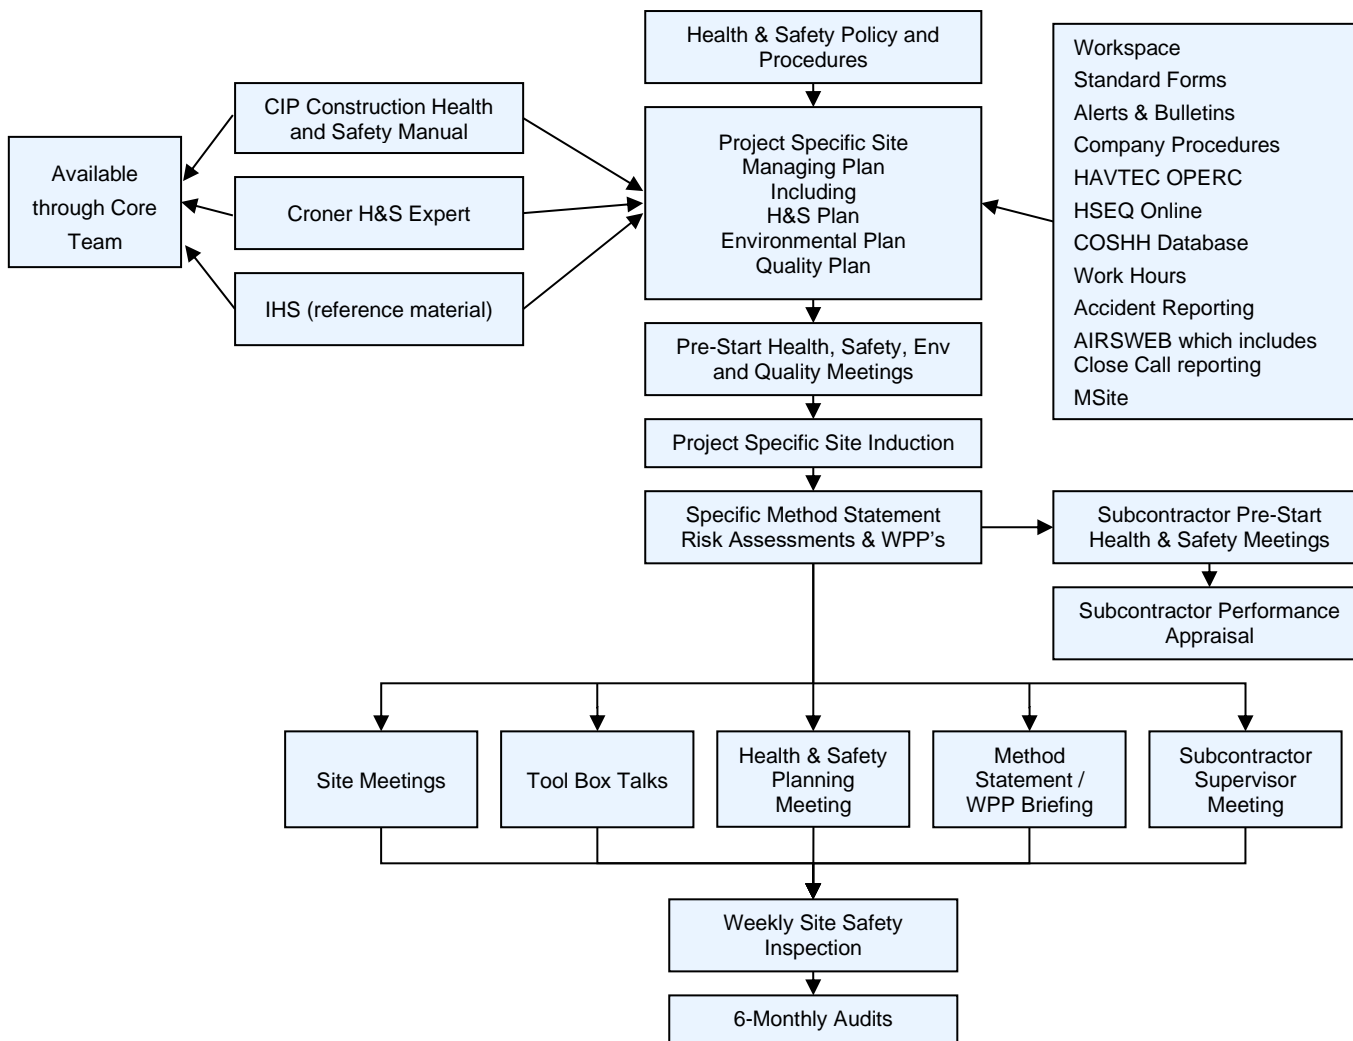 Health & Safety Policy and
Procedures
Workspace
Standard Forms
Alerts & Bulletins
Company Procedures
HAVTEC OPERC
HSEQ Online
COSHH Database
Work Hours
Accident Reporting
AIRSWEB which includes
Close Call reporting
MSite
CIP Construction Health
and Safety Manual
Available
through Core
Team
Croner H&S Expert
IHS (reference material)
Project Specific Site
Managing Plan
Including
H&S Plan
Environmental Plan
Quality Plan
Pre-Start Health, Safety, Env
and Quality Meetings
Project Specific Site Induction
Specific Method Statement
Risk Assessments & WPP’s
Subcontractor Pre-Start
Health & Safety Meetings
Subcontractor Performance
Appraisal
Site Meetings
Tool Box Talks
Health & Safety
Planning
Meeting
Method
Statement /
WPP Briefing
Subcontractor
Supervisor
Meeting
Weekly Site Safety
Inspection
6-Monthly Audits